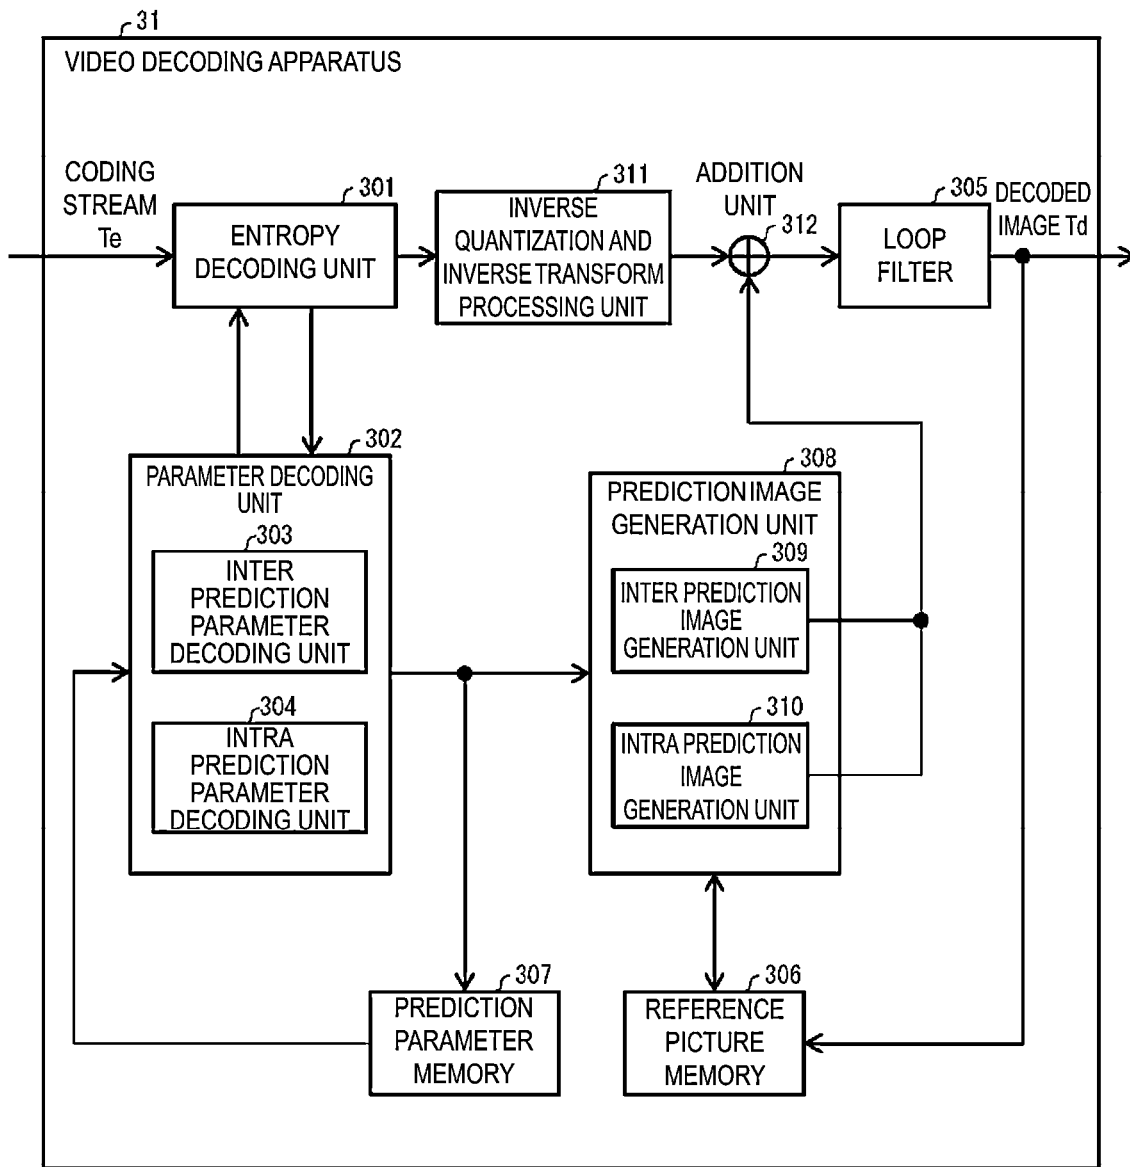 31
VIDEO DECODING APPARATUS
CODING
STREAM
Te
301
ENTROPY
DECODING UNIT
311
INVERSE
QUANTIZATION AND
INVERSE TRANSFORM
PROCESSING UNIT
ADDITION
UNIT
312
305
LOOP
FILTER
DECODED
IMAGE Td
302
PARAMETER DECODING
UNIT
303
INTER
PREDICTION
PARAMETER
DECODING UNIT
304
INTRA
PREDICTION
PARAMETER
DECODING UNIT
308
PREDICTION IMAGE
GENERATION UNIT
309
INTER PREDICTION
IMAGE
GENERATION UNIT
310
INTRA PREDICTION
IMAGE
GENERATION UNIT
307
PREDICTION
PARAMETER
MEMORY
306
REFERENCE
PICTURE
MEMORY